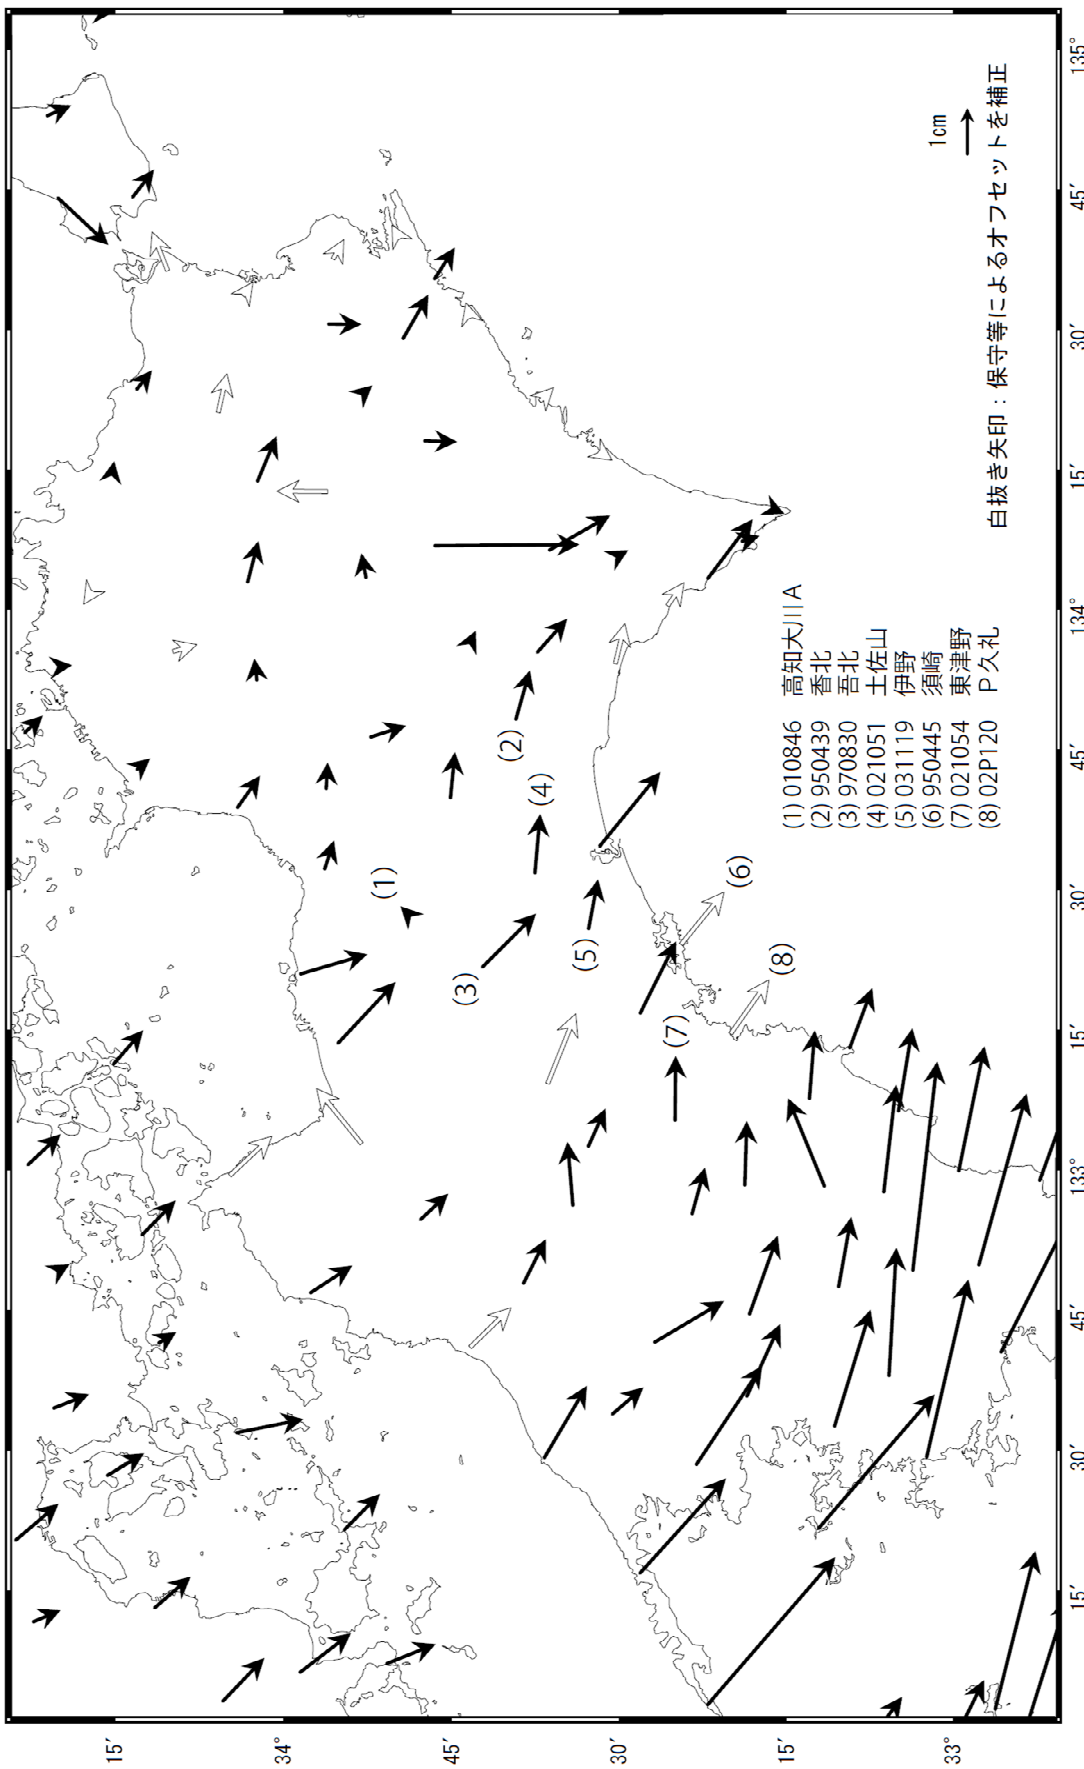 135°
45′
30′
15′
134°
45′
30′
15′
133°
45′
30′
15′
15′
34°
45′
30′
15′
33°
1cm
白抜き矢印：保守等によるオフセットを補正
(1)
(2)
(3)
(4)
(5)
(6)
(7)
(8)
(1) 010846 高知大川A
(2) 950439 香北
(3) 970830 吾北
(4) 021051 土佐山
(5) 031119 伊野
(6) 950445 須崎
(7) 021054 東津野
(8) 02P120 P久礼